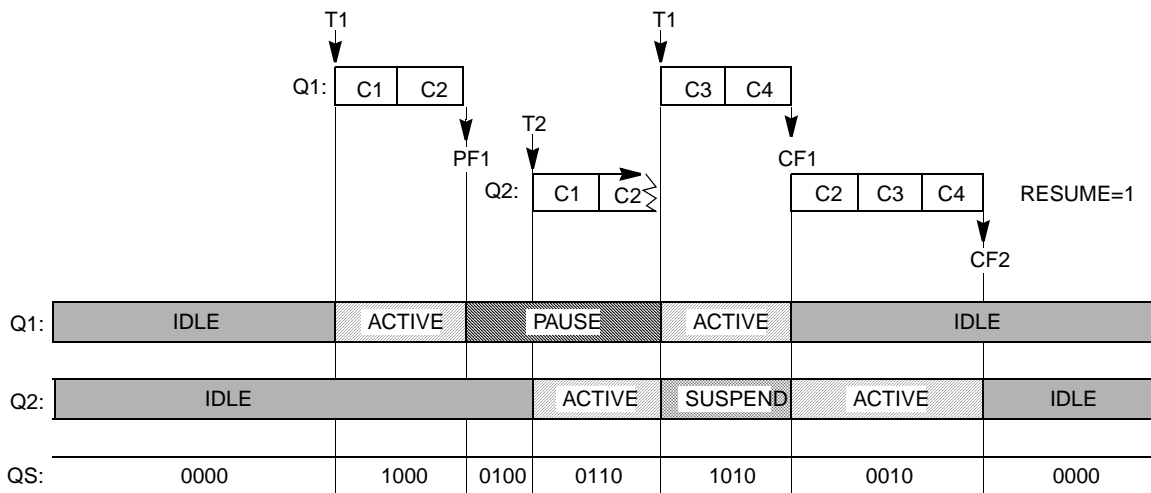 T1 T1
Q1: C1 C2 C3 C4
T2
PF1 CF1
Q2: C1 C2 C2 C3 C4 RESUME=1
CF2
Q1: IDLE ACTIVE PAUSE ACTIVE IDLE
Q2: IDLE ACTIVE SUSPEND ACTIVE IDLE
QS: 0000 1000 0100 0110 1010 0010 0000